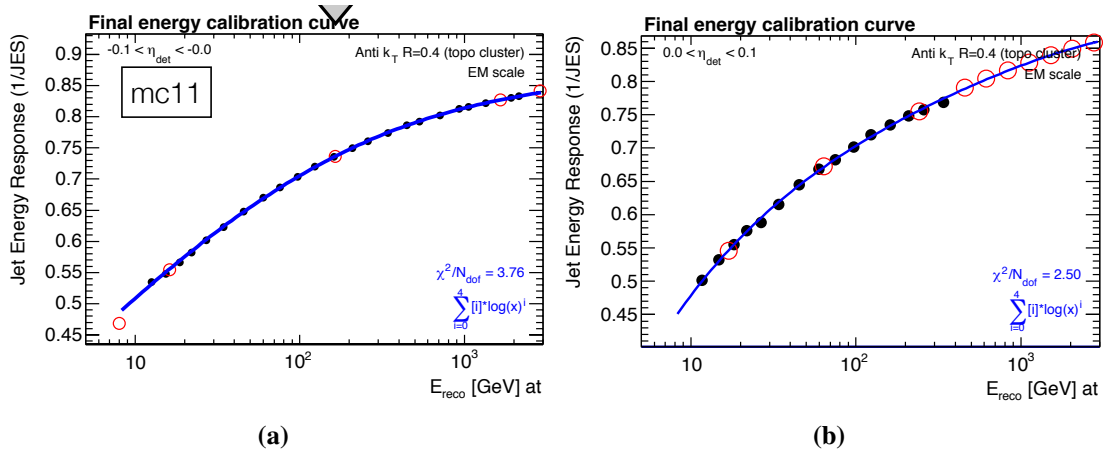 Final energy calibration curve
-0.1 < η_det < -0.0
Anti k_T R=0.4 (topo cluster)
EM scale
mc11
Jet Energy Response (1/JES)
0.9
0.85
0.8
0.75
0.7
0.65
0.6
0.55
0.5
0.45
χ²/N_dof = 3.76
4
∑ [i]*log(x)^i
i=0
10
10²
10³
E_reco [GeV] at
(a)
Final energy calibration curve
0.0 < η_det < 0.1
Anti k_T R=0.4 (topo cluster)
EM scale
Jet Energy Response (1/JES)
0.85
0.8
0.75
0.7
0.65
0.6
0.55
0.5
0.45
χ²/N_dof = 2.50
4
∑ [i]*log(x)^i
i=0
10
10²
10³
E_reco [GeV] at
(b)